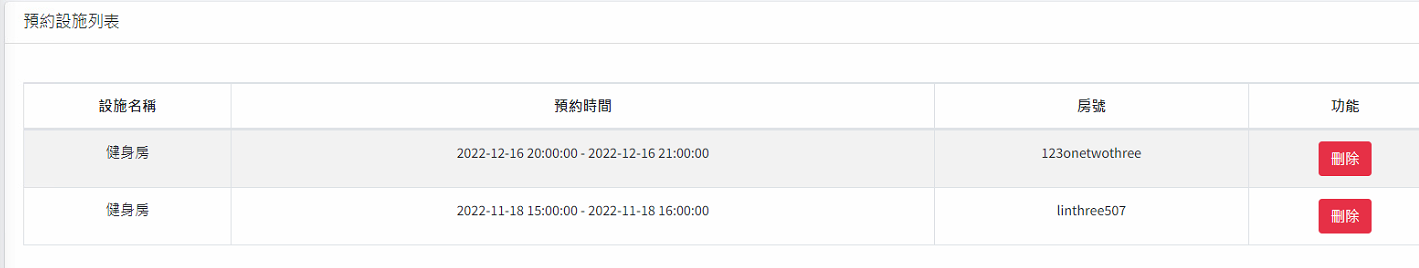 預約設施列表
設施名稱 預約時間 房號 功能
健身房 2022-12-16 20:00:00 - 2022-12-16 21:00:00 123onetwothree 刪除
健身房 2022-11-18 15:00:00 - 2022-11-18 16:00:00 linthree507 刪除